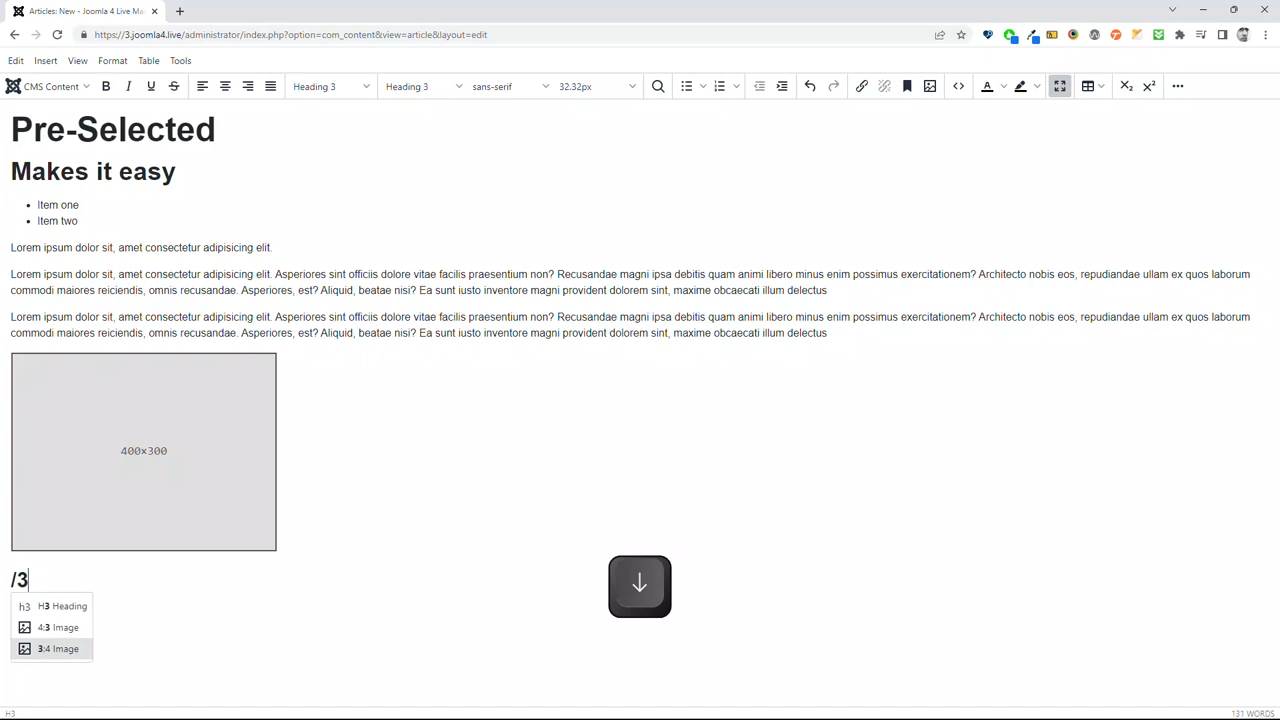 Articles: New - Joomla 4 Live Ma
https://3.joomla4.live/administrator/index.php?option=com_content&view=article&layout=edit
Edit Insert View Format Table Tools
CMS Content B I U S Heading 3 Heading 3 sans-serif 32.32px A X₂ X²
Pre-Selected
Makes it easy
• Item one
• Item two
Lorem ipsum dolor sit, amet consectetur adipisicing elit.
Lorem ipsum dolor sit, amet consectetur adipisicing elit. Asperiores sint officiis dolore vitae facilis praesentium non? Recusandae magni ipsa debitis quam animi libero minus enim possimus exercitationem? Architecto nobis eos, repudiandae ullam ex quos laborum
commodi maiores reiciendis, omnis recusandae. Asperiores, est? Aliquid, beatae nisi? Ea sunt iusto inventore magni provident dolorem sint, maxime obcaecati illum delectus
Lorem ipsum dolor sit, amet consectetur adipisicing elit. Asperiores sint officiis dolore vitae facilis praesentium non? Recusandae magni ipsa debitis quam animi libero minus enim possimus exercitationem? Architecto nobis eos, repudiandae ullam ex quos laborum
commodi maiores reiciendis, omnis recusandae. Asperiores, est? Aliquid, beatae nisi? Ea sunt iusto inventore magni provident dolorem sint, maxime obcaecati illum delectus
400×300
/3
h3 H3 Heading
4:3 Image
3:4 Image
H3 131 WORDS